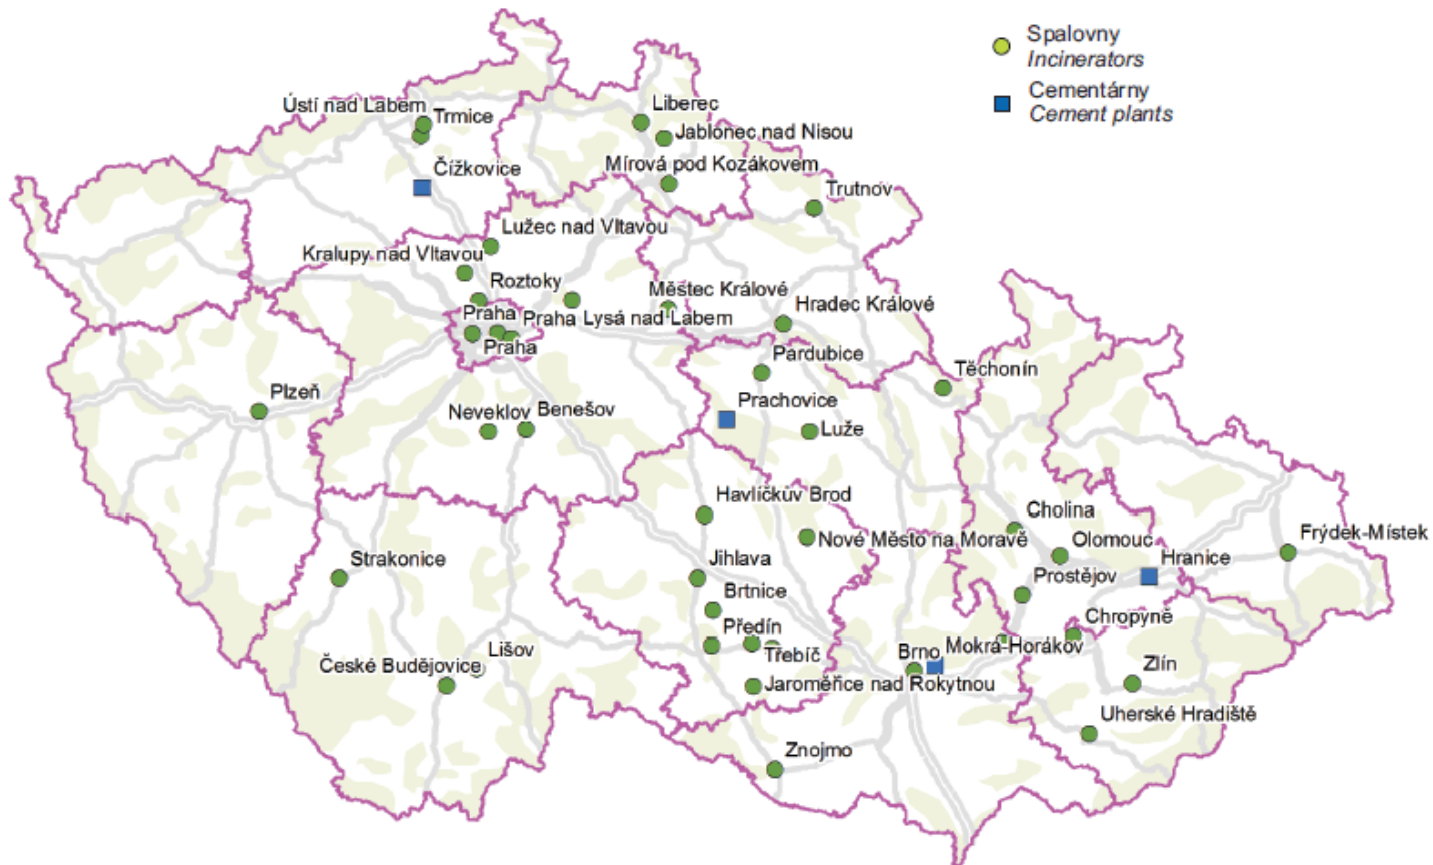 Spalovny
Incinerators
Cementárny
Cement plants
Ústí nad Labem
Trmice
Liberec
Jablonec nad Nisou
Čížkovice
Mírová pod Kozákovem
Trutnov
Lužec nad Vltavou
Kralupy nad Vltavou
Roztoky
Městec Králové
Hradec Králové
Praha
Praha
Lysá nad Labem
Praha
Pardubice
Těchonín
Plzeň
Prachovice
Neveklov
Benešov
Luže
Havlíčkův Brod
Cholina
Nové Město na Moravě
Olomouc
Frýdek-Místek
Strakonice
Jihlava
Hranice
Prostějov
Brtnice
Předín
Chropyně
Třebíč
Mokrá-Horákov
Lišov
Brno
České Budějovice
Zlín
Jaroměřice nad Rokytnou
Uherské Hradiště
Znojmo